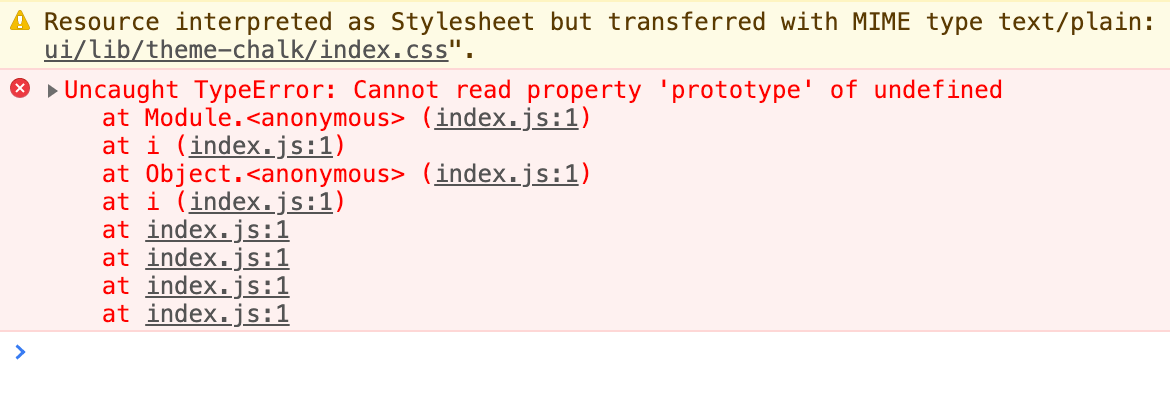 Resource interpreted as Stylesheet but transferred with MIME type text/plain:
ui/lib/theme-chalk/index.css".
Uncaught TypeError: Cannot read property 'prototype' of undefined
at Module.<anonymous> (index.js:1)
at i (index.js:1)
at Object.<anonymous> (index.js:1)
at i (index.js:1)
at index.js:1
at index.js:1
at index.js:1
at index.js:1